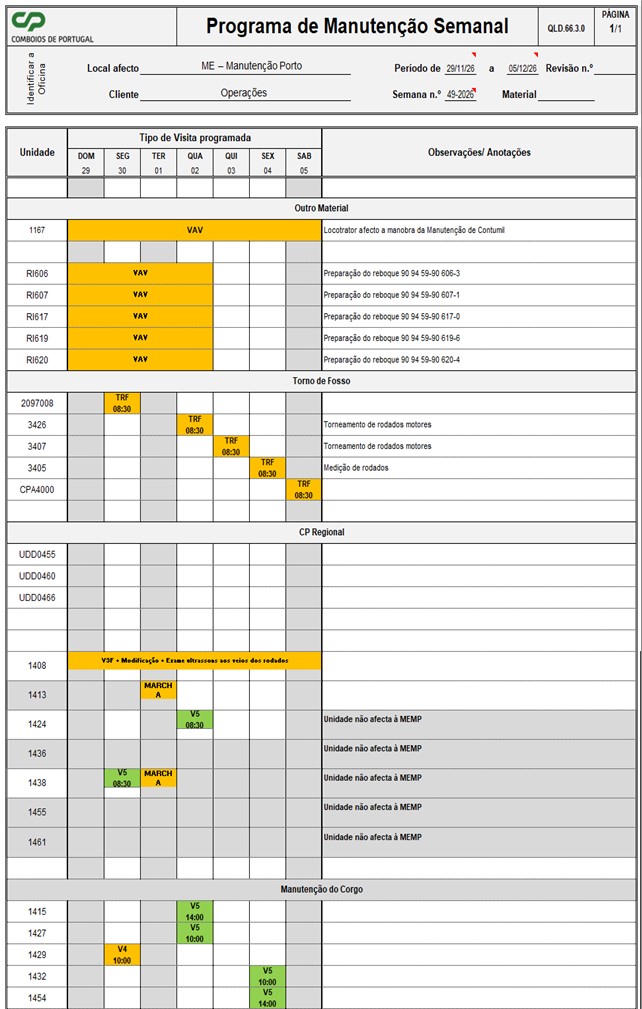 CP
COMBOIOS DE PORTUGAL
Programa de Manutenção Semanal
QLD.66.3.0
PÁGINA
1/1
Identificar a Oficina
Local afecto ME – Manutenção Porto
Período de 29/11/26 a 05/12/26 Revisão n.º
Cliente Operações
Semana n.º 49-2026 Material
Unidade
Tipo de Visita programada
Observações/ Anotações
DOM SEG TER QUA QUI SEX SAB
29 30 01 02 03 04 05
Outro Material
1167 VAV Locotrator afecto a manobra da Manutenção de Contumil
RI606 VAV Preparação do reboque 90 94 59-90 606-3
RI607 VAV Preparação do reboque 90 94 59-90 607-1
RI617 VAV Preparação do reboque 90 94 59-90 617-0
RI619 VAV Preparação do reboque 90 94 59-90 619-6
RI620 VAV Preparação do reboque 90 94 59-90 620-4
Torno de Fosso
2097008 TRF 08:30
3426 TRF 08:30 Torneamento de rodados motores
3407 TRF 08:30 Torneamento de rodados motores
3405 TRF 08:30 Medição de rodados
CPA4000 TRF 08:30
CP Regional
UDD0455
UDD0460
UDD0466
1408 V3F + Modificação + Exame ultrassons aos veios dos rodados
1413 MARCH A
1424 V5 08:30 Unidade não afecta à MEMP
1436 Unidade não afecta à MEMP
1438 V5 08:30 MARCH A Unidade não afecta à MEMP
1455 Unidade não afecta à MEMP
1461 Unidade não afecta à MEMP
Manutenção do Corgo
1415 V5 14:00
1427 V5 10:00
1429 V4 10:00
1432 V5 10:00
1454 V5 14:00